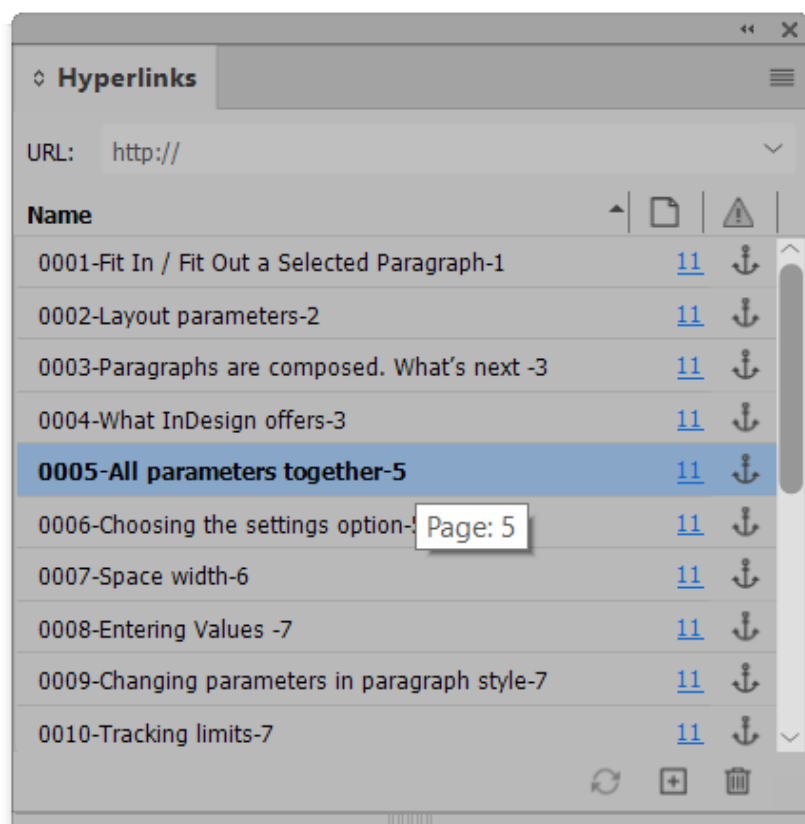 Hyperlinks
URL: http://
Name
0001-Fit In / Fit Out a Selected Paragraph-1 11
0002-Layout parameters-2 11
0003-Paragraphs are composed. What’s next -3 11
0004-What InDesign offers-3 11
0005-All parameters together-5 11
0006-Choosing the settings option- 11
Page: 5
0007-Space width-6 11
0008-Entering Values -7 11
0009-Changing parameters in paragraph style-7 11
0010-Tracking limits-7 11